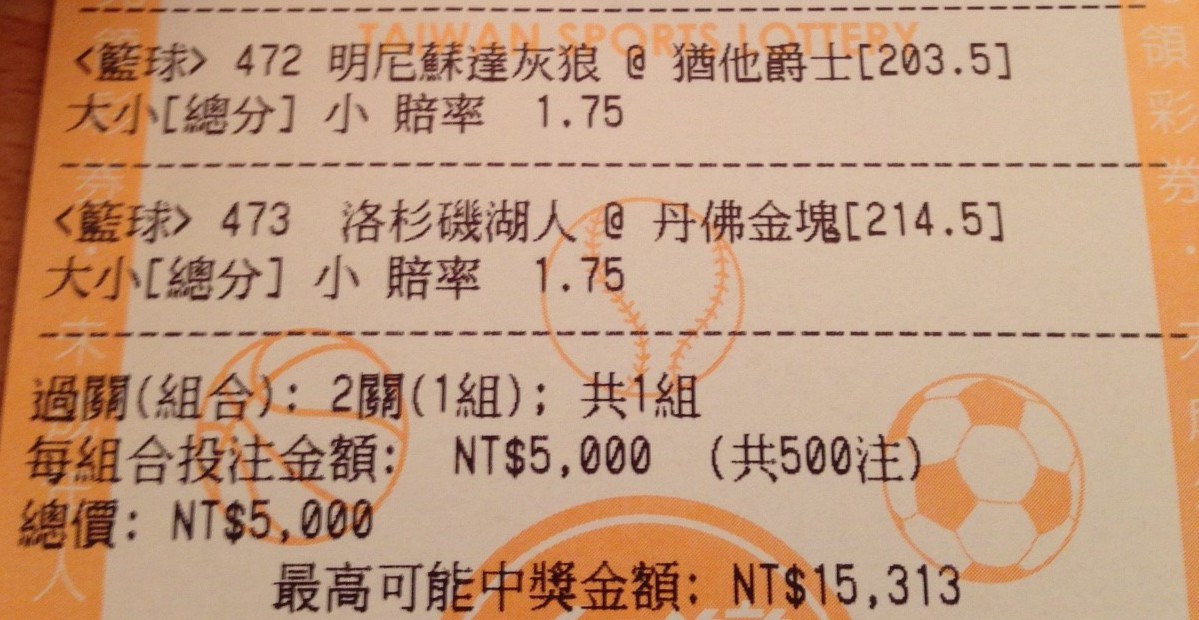 TAIWAN SPORTS LOTTERY
<籃球> 472 明尼蘇達灰狼 @ 猶他爵士[203.5]
大小[總分] 小 賠率 1.75
<籃球> 473 洛杉磯湖人 @ 丹佛金塊[214.5]
大小[總分] 小 賠率 1.75
過關(組合): 2關(1組); 共1組
每組合投注金額: NT$5,000 (共500注)
總價: NT$5,000
最高可能中獎金額: NT$15,313
領彩券